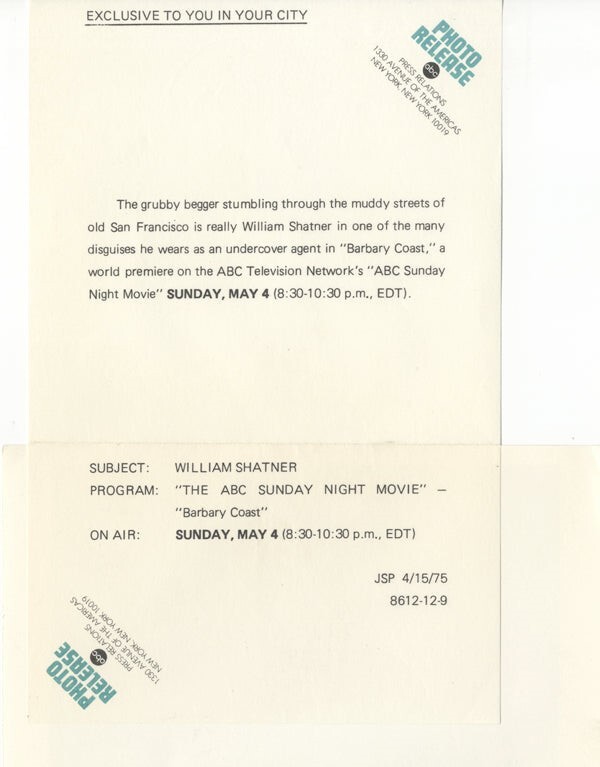 EXCLUSIVE TO YOU IN YOUR CITY
PHOTO
RELEASE
abc
PRESS RELATIONS
1330 AVENUE OF THE AMERICAS
NEW YORK, NEW YORK 10019
The grubby begger stumbling through the muddy streets of
old San Francisco is really William Shatner in one of the many
disguises he wears as an undercover agent in "Barbary Coast," a
world premiere on the ABC Television Network's "ABC Sunday
Night Movie" SUNDAY, MAY 4 (8:30-10:30 p.m., EDT).
SUBJECT: WILLIAM SHATNER
PROGRAM: "THE ABC SUNDAY NIGHT MOVIE" –
"Barbary Coast"
ON AIR: SUNDAY, MAY 4 (8:30-10:30 p.m., EDT)
JSP 4/15/75
8612-12-9
PHOTO
RELEASE
abc
PRESS RELATIONS
1330 AVENUE OF THE AMERICAS
NEW YORK, NEW YORK 10019